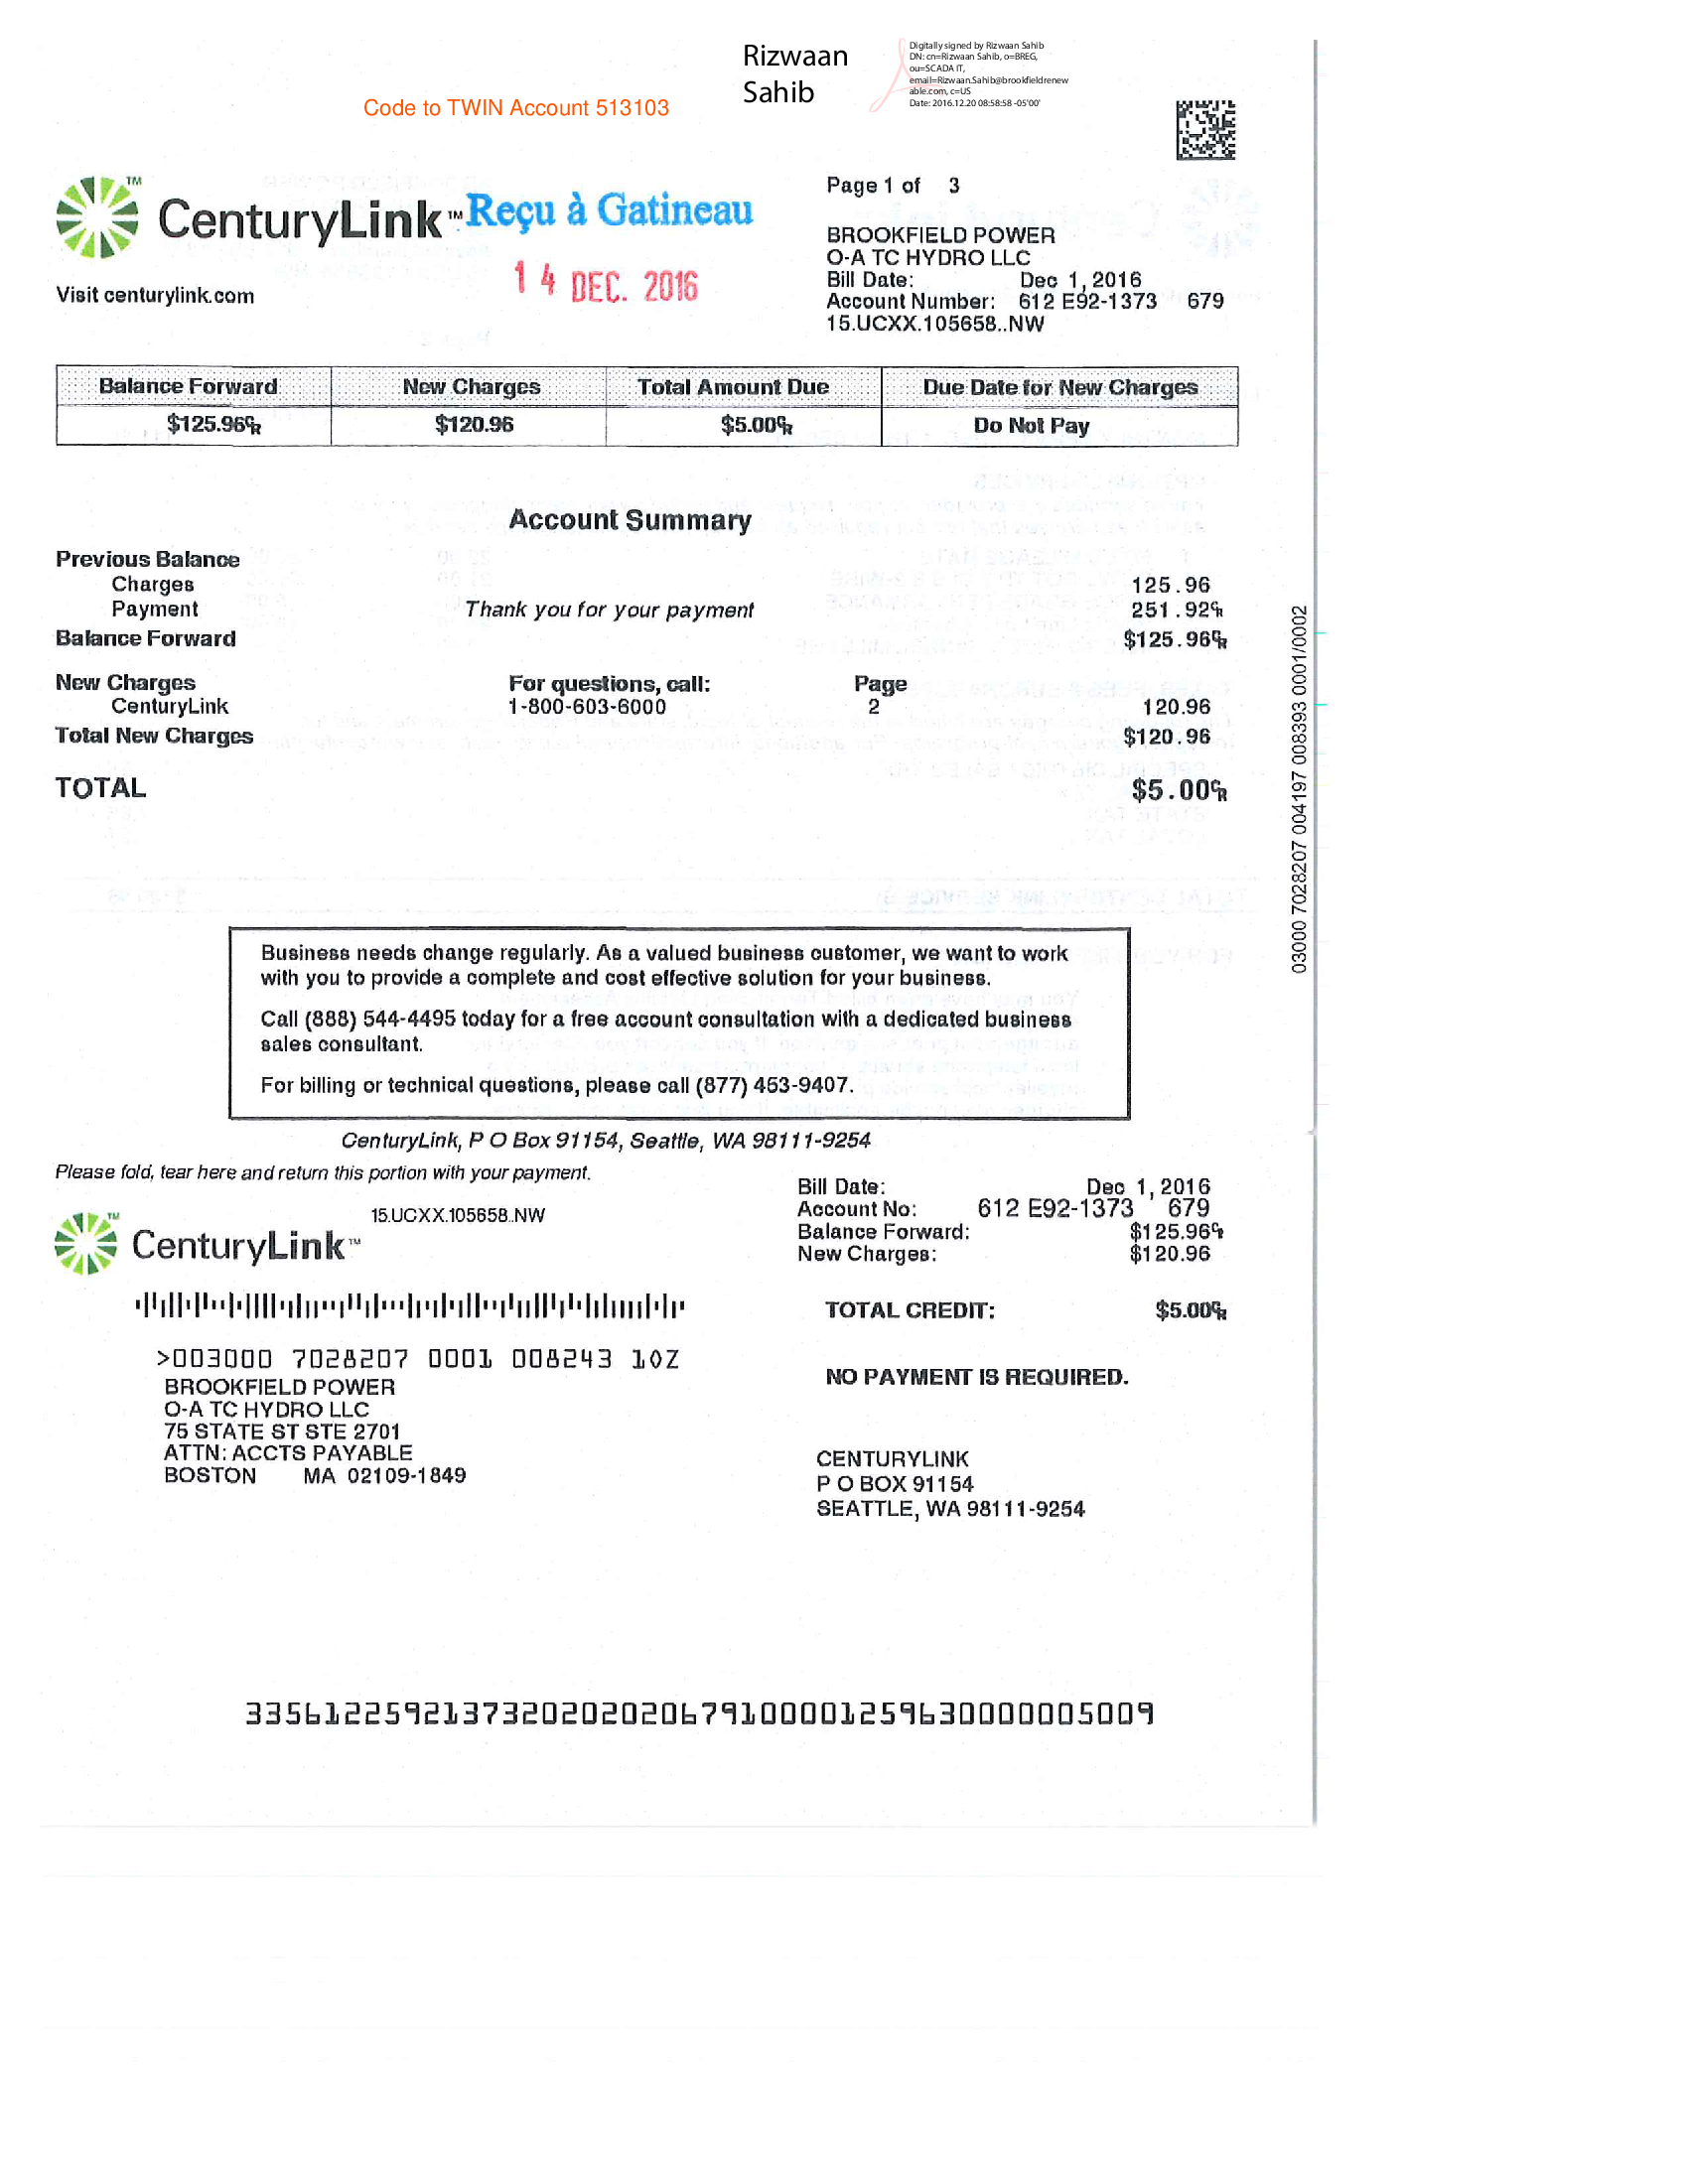 Rizwaan
Sahib
Digitally signed by Rizwaan Sahib
DN: cn=Rizwaan Sahib, o=BREG,
ou=SCADA IT,
email=Rizwaan.Sahib@brookfieldrenew
able.com, c=US
Date: 2016.12.20 08:58:58 -05'00'
Code to TWIN Account 513103
CenturyLink™
Reçu à Gatineau
14 DEC. 2016
Visit centurylink.com
Page 1 of 3
BROOKFIELD POWER
O-A TC HYDRO LLC
Bill Date: Dec 1, 2016
Account Number: 612 E92-1373 679
15.UCXX.105658..NW
Balance Forward New Charges Total Amount Due Due Date for New Charges
$125.96CR $120.96 $5.00CR Do Not Pay
Account Summary
Previous Balance
Charges 125.96
Payment Thank you for your payment 251.92CR
Balance Forward $125.96CR
New Charges For questions, call: Page
CenturyLink 1-800-603-6000 2 120.96
Total New Charges $120.96
TOTAL $5.00CR
03000 7028207 004197 008393 0001/0002
Business needs change regularly. As a valued business customer, we want to work
with you to provide a complete and cost effective solution for your business.
Call (888) 544-4495 today for a free account consultation with a dedicated business
sales consultant.
For billing or technical questions, please call (877) 453-9407.
CenturyLink, P O Box 91154, Seattle, WA 98111-9254
Please fold, tear here and return this portion with your payment.
15.UCXX.105658..NW
CenturyLink™
Bill Date: Dec 1, 2016
Account No: 612 E92-1373 679
Balance Forward: $125.96CR
New Charges: $120.96
TOTAL CREDIT: $5.00CR
NO PAYMENT IS REQUIRED.
>003000 7028207 0001 008243 10Z
BROOKFIELD POWER
O-A TC HYDRO LLC
75 STATE ST STE 2701
ATTN: ACCTS PAYABLE
BOSTON MA 02109-1849
CENTURYLINK
P O BOX 91154
SEATTLE, WA 98111-9254
3356122592137320202020679100001259630000005009